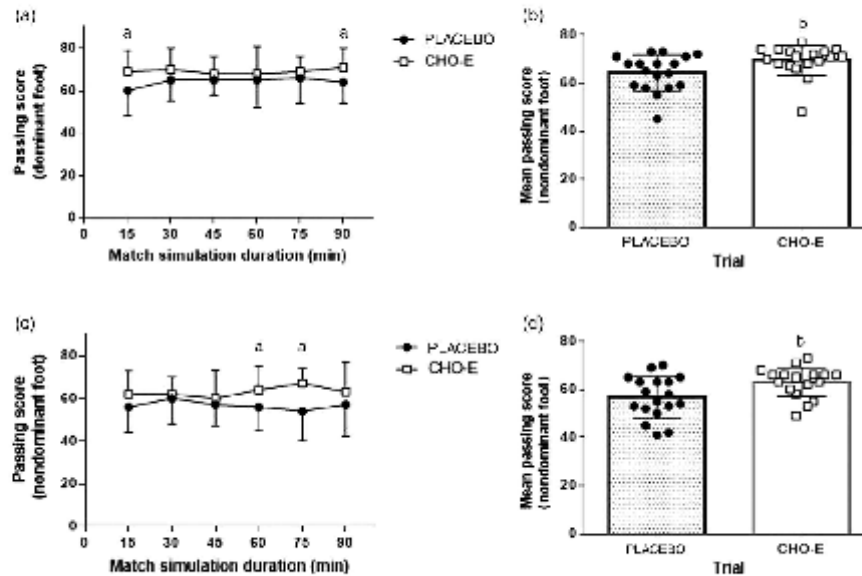 (a)
a
a
PLACEBO
CHO-E
Passing score
(dominant foot)
80
60
40
20
0
0
15
30
45
60
75
90
Match simulation duration (min)
(b)
b
Mean passing score
(nondominant foot)
80
60
40
20
0
PLACEBO
CHO-E
Trial
(c)
a
a
PLACEBO
CHO-E
Passing score
(nondominant foot)
80
60
40
20
0
0
15
30
45
60
75
90
Match simulation duration (min)
(d)
b
Mean passing score
(nondominant foot)
80
60
40
20
0
PLACEBO
CHO-E
Trial